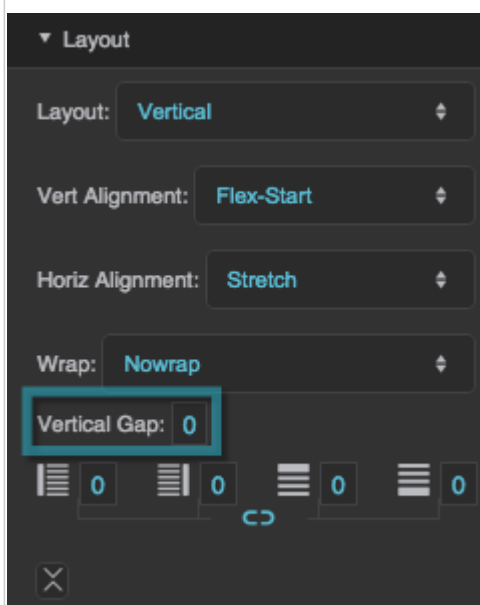 Layout
Layout: Vertical
Vert Alignment: Flex-Start
Horiz Alignment: Stretch
Wrap: Nowrap
Vertical Gap: 0
0 0 0 0